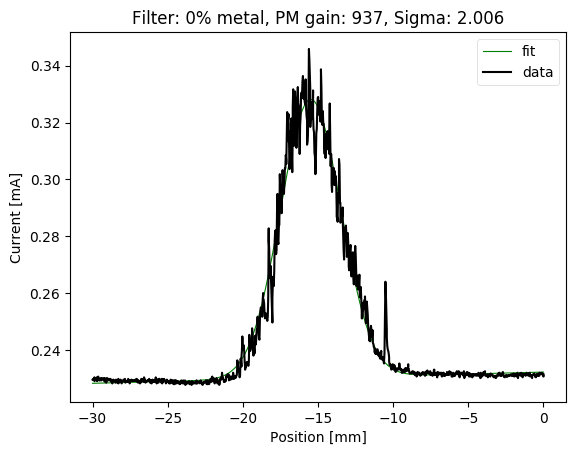 Filter: 0% metal, PM gain: 937, Sigma: 2.006
fit
data
Current [mA]
0.34
0.32
0.30
0.28
0.26
0.24
−30
−25
−20
−15
−10
−5
0
Position [mm]